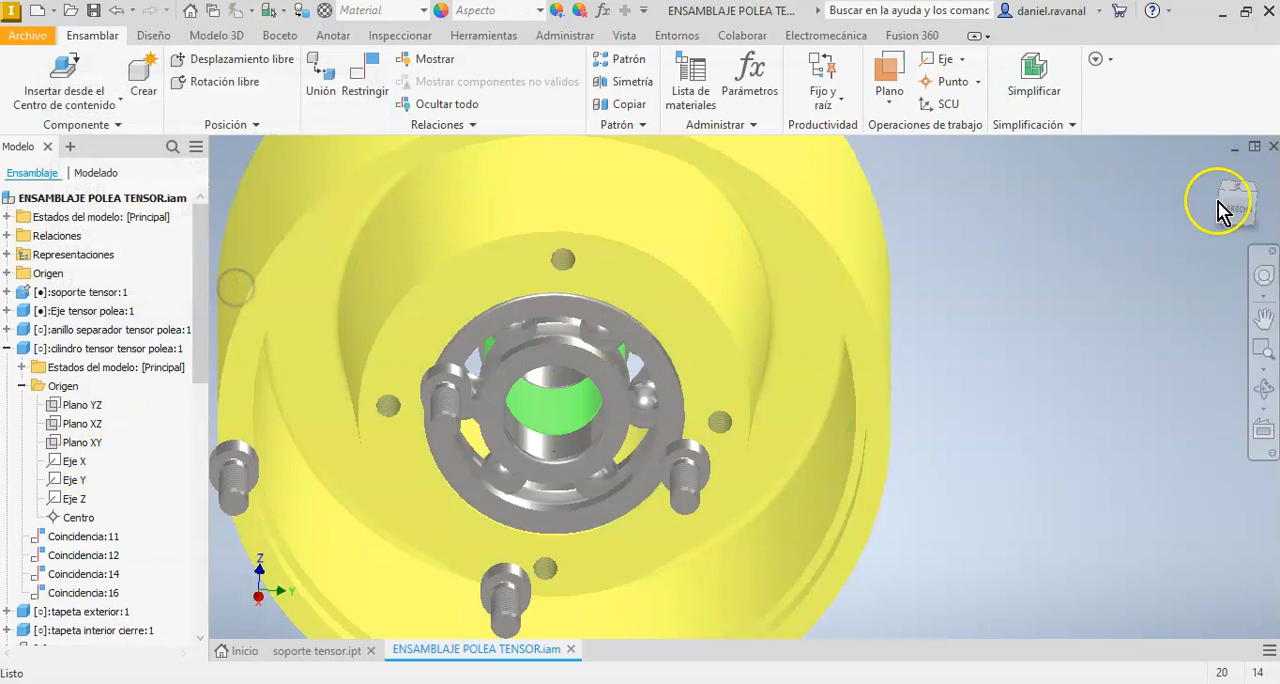 Material
Aspecto
fx
ENSAMBLAJE POLEA TE...
Buscar en la ayuda y los comanc
daniel.ravanal
Archivo
Ensamblar
Diseño
Modelo 3D
Boceto
Anotar
Inspeccionar
Herramientas
Administrar
Vista
Entornos
Colaborar
Electromecánica
Fusion 360
Insertar desde el
Centro de contenido
Crear
Componente
Desplazamiento libre
Rotación libre
Posición
Unión
Restringir
Mostrar
Mostrar componentes no válidos
Ocultar todo
Relaciones
Patrón
Simetría
Copiar
Patrón
Lista de
materiales
fx
Parámetros
Administrar
Fijo y
raíz
Productividad
Plano
Eje
Punto
SCU
Operaciones de trabajo
Simplificar
Simplificación
Modelo
Ensamblaje
Modelado
ENSAMBLAJE POLEA TENSOR.iam
Estados del modelo: [Principal]
Relaciones
Representaciones
Origen
[●]:soporte tensor:1
[●]:Eje tensor polea:1
[○]:anillo separador tensor polea:1
[○]:cilindro tensor tensor polea:1
Estados del modelo: [Principal]
Origen
Plano YZ
Plano XZ
Plano XY
Eje X
Eje Y
Eje Z
Centro
Coincidencia:11
Coincidencia:12
Coincidencia:14
Coincidencia:16
[○]:tapeta exterior:1
[○]:tapeta interior cierre:1
Z
Y
X
Inicio
soporte tensor.ipt
ENSAMBLAJE POLEA TENSOR.iam
Listo
20
14